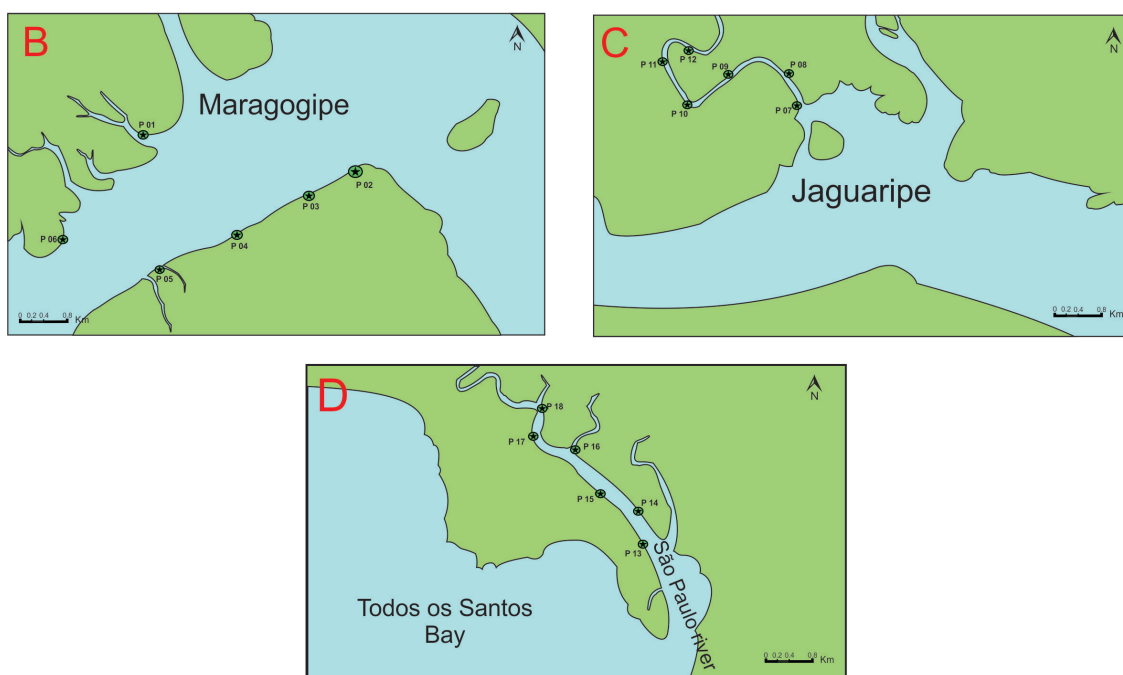 B
N
Maragogipe
P 01
P 02
P 03
P 04
P 05
P 06
0 0.2 0.4 0.8 Km
C
N
P 12
P 11
P 09
P 08
P 10
P 07
Jaguaripe
0 0.2 0.4 0.8 Km
D
N
P 18
P 17
P 16
P 15
P 14
P 13
São Paulo river
Todos os Santos
Bay
0 0.2 0.4 0.8 Km